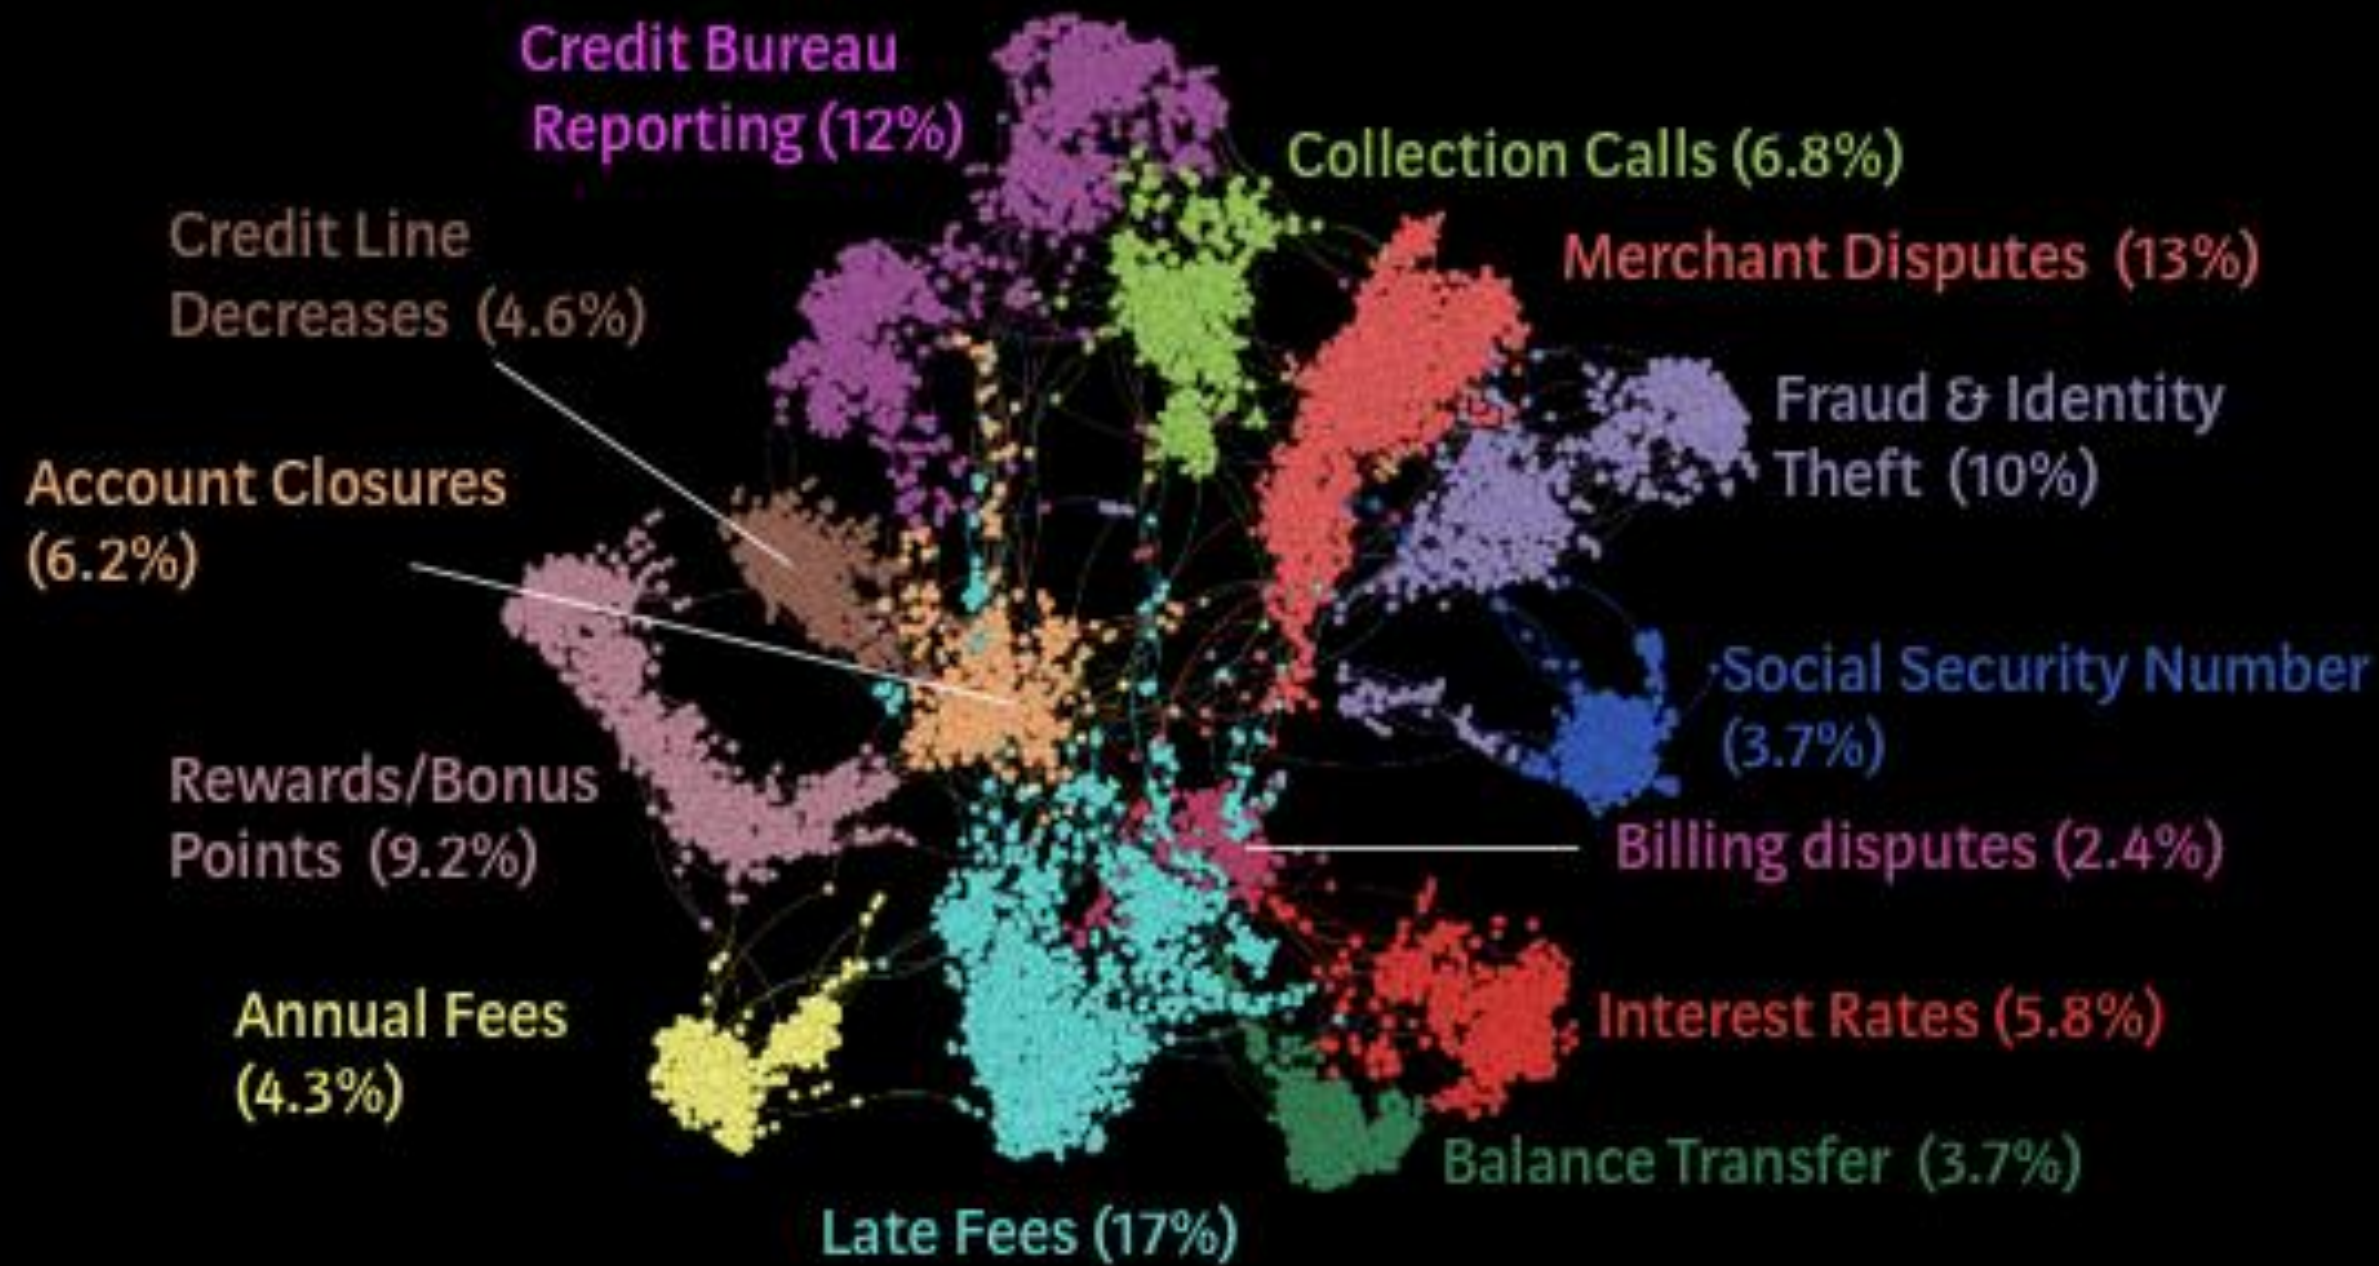 Credit Bureau
Reporting (12%)
Collection Calls (6.8%)
Credit Line
Decreases (4.6%)
Merchant Disputes (13%)
Fraud & Identity
Theft (10%)
Account Closures
(6.2%)
Social Security Number
(3.7%)
Rewards/Bonus
Points (9.2%)
Billing disputes (2.4%)
Annual Fees
(4.3%)
Interest Rates (5.8%)
Balance Transfer (3.7%)
Late Fees (17%)